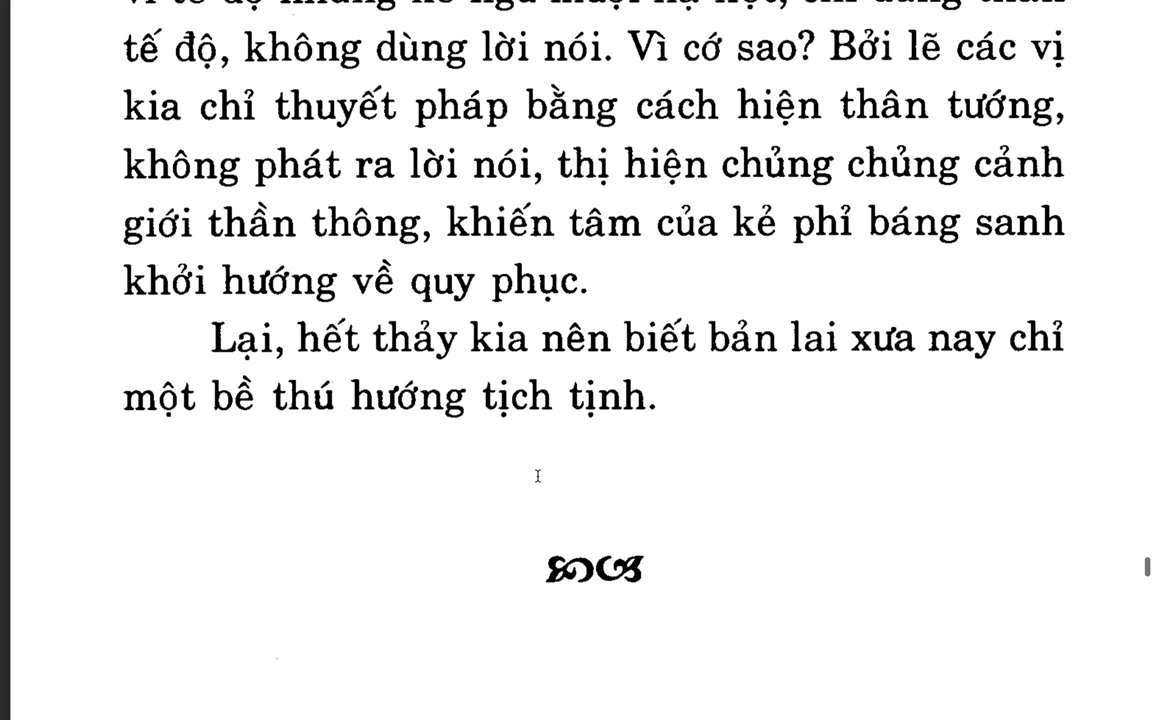 tế độ, không dùng lời nói. Vì cớ sao? Bởi lẽ các vị
kia chỉ thuyết pháp bằng cách hiện thân tướng,
không phát ra lời nói, thị hiện chủng chủng cảnh
giới thần thông, khiến tâm của kẻ phỉ báng sanh
khởi hướng về quy phục.
Lại, hết thảy kia nên biết bản lai xưa nay chỉ
một bề thú hướng tịch tịnh.